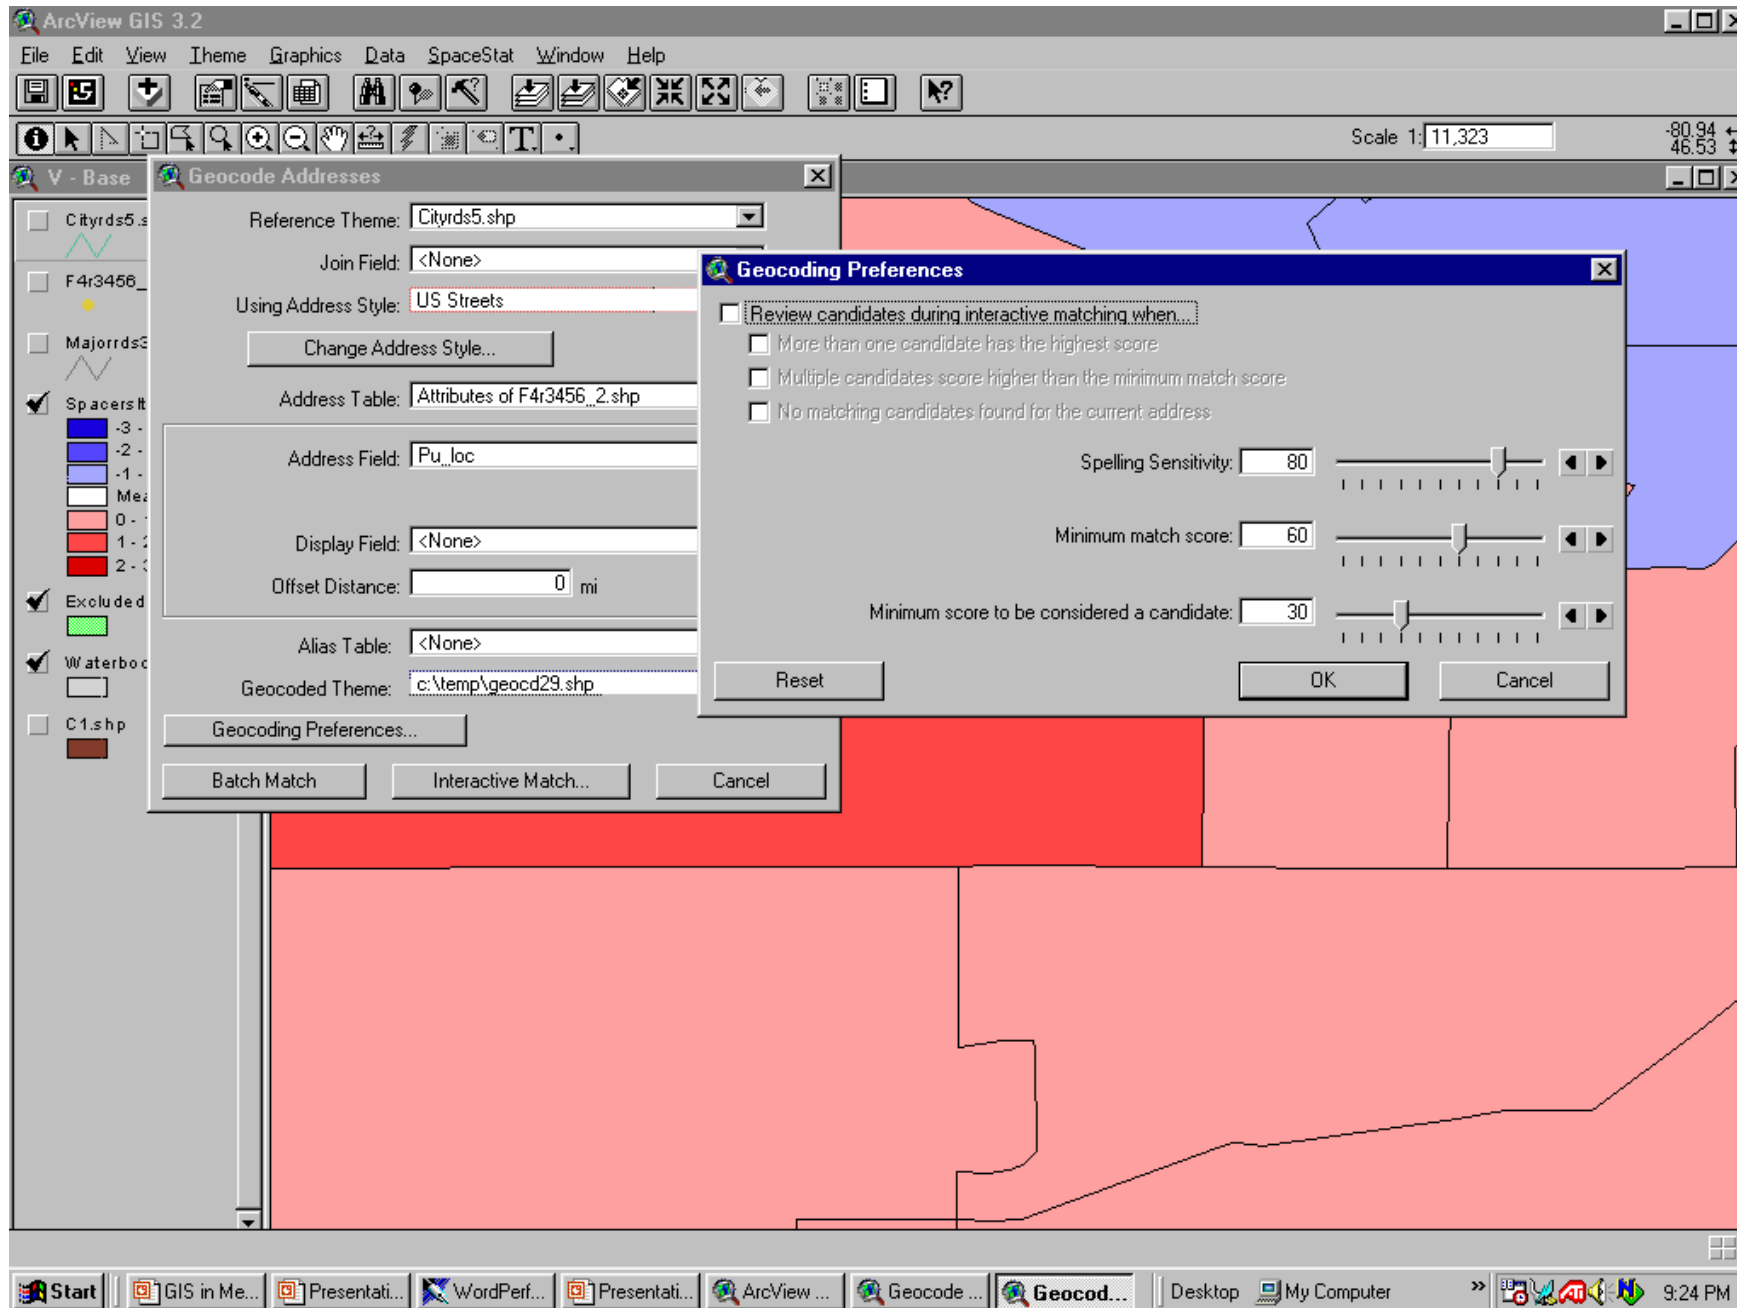 ArcView GIS 3.2
File Edit View Theme Graphics Data SpaceStat Window Help
Scale 1: 11,323
-80.94
46.53
V - Base
Cityrds5.s
F4r3456_
Majorrds3
Spacerstt
-3 -
-2 -
-1 -
Mea
0 - 1
1 - 2
2 - 3
Excluded
Waterboc
C1.shp
Geocode Addresses
Reference Theme: Cityrds5.shp
Join Field: <None>
Using Address Style: US Streets
Change Address Style...
Address Table: Attributes of F4r3456_2.shp
Address Field: Pu_loc
Display Field: <None>
Offset Distance: 0 mi
Alias Table: <None>
Geocoded Theme: c:\temp\geocd29.shp
Geocoding Preferences...
Batch Match Interactive Match... Cancel
Geocoding Preferences
Review candidates during interactive matching when...
More than one candidate has the highest score
Multiple candidates score higher than the minimum match score
No matching candidates found for the current address
Spelling Sensitivity: 80
Minimum match score: 60
Minimum score to be considered a candidate: 30
Reset OK Cancel
Start GIS in Me... Presentati... WordPerf... Presentati... ArcView ... Geocode ... Geocod... Desktop My Computer » 9:24 PM